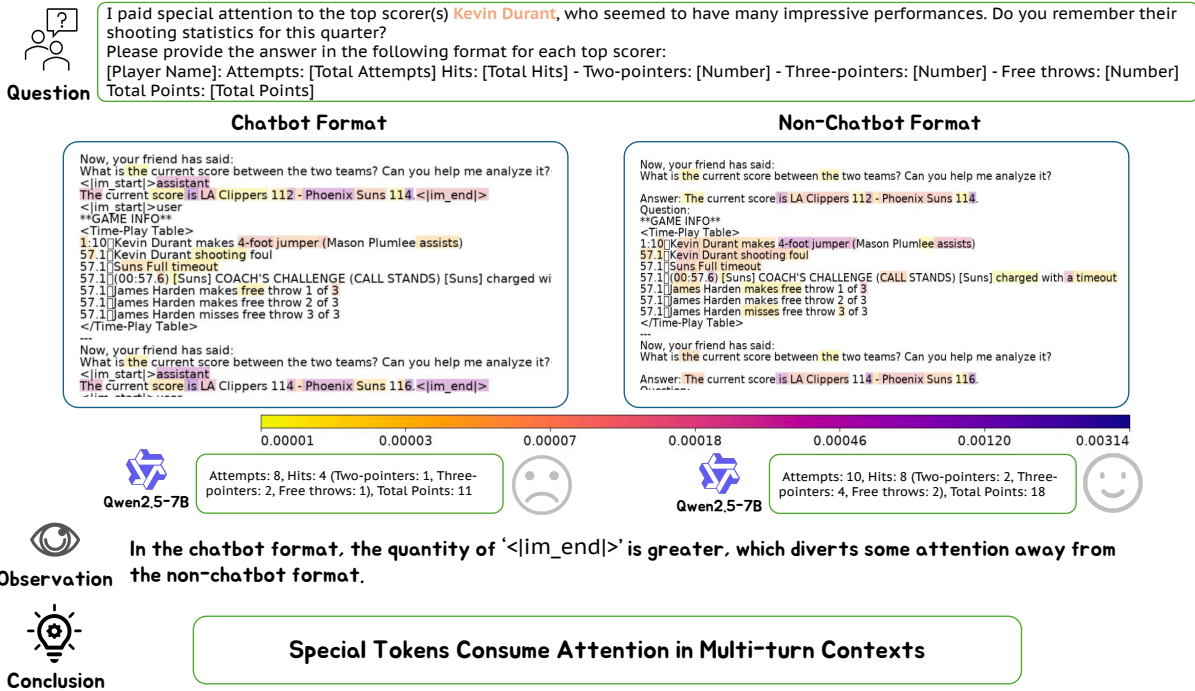 I paid special attention to the top scorer(s) Kevin Durant, who seemed to have many impressive performances. Do you remember their
shooting statistics for this quarter?
Please provide the answer in the following format for each top scorer:
[Player Name]: Attempts: [Total Attempts] Hits: [Total Hits] - Two-pointers: [Number] - Three-pointers: [Number] - Free throws: [Number]
Total Points: [Total Points]
Question
Chatbot Format
Now, your friend has said:
What is the current score between the two teams? Can you help me analyze it?
<|im_start|>assistant
The current score is LA Clippers 112 - Phoenix Suns 114.<|im_end|>
<|im_start|>user
**GAME INFO**
<Time-Play Table>
1:10▯Kevin Durant makes 4-foot jumper (Mason Plumlee assists)
57.1▯Kevin Durant shooting foul
57.1▯Suns Full timeout
57.1▯(00:57.6) [Suns] COACH'S CHALLENGE (CALL STANDS) [Suns] charged wi
57.1▯James Harden makes free throw 1 of 3
57.1▯James Harden makes free throw 2 of 3
57.1▯James Harden misses free throw 3 of 3
</Time-Play Table>
---
Now, your friend has said:
What is the current score between the two teams? Can you help me analyze it?
<|im_start|>assistant
The current score is LA Clippers 114 - Phoenix Suns 116.<|im_end|>
<|im_start|>user
Non-Chatbot Format
Now, your friend has said:
What is the current score between the two teams? Can you help me analyze it?
Answer: The current score is LA Clippers 112 - Phoenix Suns 114.
Question:
**GAME INFO**
<Time-Play Table>
1:10▯Kevin Durant makes 4-foot jumper (Mason Plumlee assists)
57.1▯Kevin Durant shooting foul
57.1▯Suns Full timeout
57.1▯(00:57.6) [Suns] COACH'S CHALLENGE (CALL STANDS) [Suns] charged with a timeout
57.1▯James Harden makes free throw 1 of 3
57.1▯James Harden makes free throw 2 of 3
57.1▯James Harden misses free throw 3 of 3
</Time-Play Table>
---
Now, your friend has said:
What is the current score between the two teams? Can you help me analyze it?
Answer: The current score is LA Clippers 114 - Phoenix Suns 116.
Question:
0.00001 0.00003 0.00007 0.00018 0.00046 0.00120 0.00314
Qwen2.5-7B
Attempts: 8, Hits: 4 (Two-pointers: 1, Three-
pointers: 2, Free throws: 1), Total Points: 11
Qwen2.5-7B
Attempts: 10, Hits: 8 (Two-pointers: 2, Three-
pointers: 4, Free throws: 2), Total Points: 18
Observation
In the chatbot format, the quantity of '<|im_end|>' is greater, which diverts some attention away from
the non-chatbot format.
Conclusion
Special Tokens Consume Attention in Multi-turn Contexts